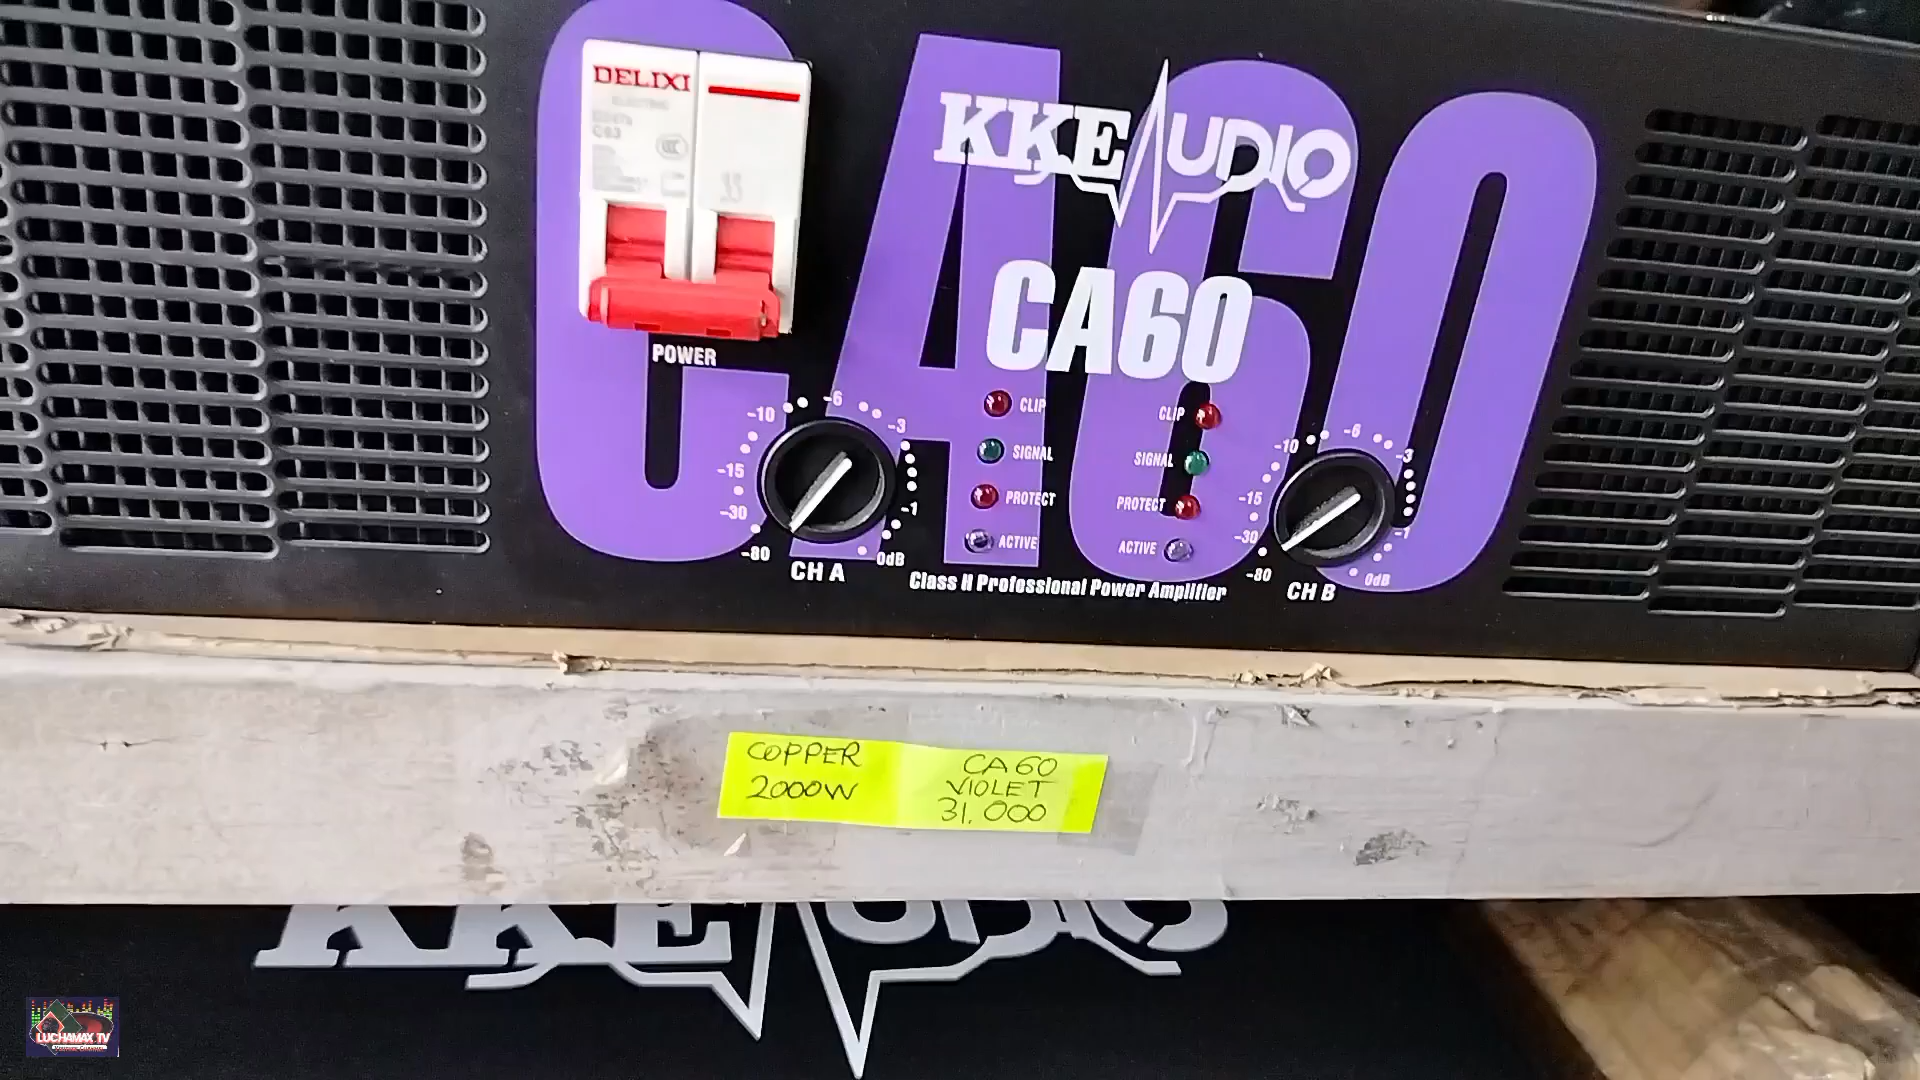 CA60
DELIXI
ELECTRIC
C63
KKE AUDIO
CA60
POWER
CLIP
CLIP
SIGNAL
SIGNAL
PROTECT
PROTECT
ACTIVE
ACTIVE
-80 -30 -15 -10 -6 -3 -1 0dB
CH A
-80 -30 -15 -10 -6 -3 -1 0dB
CH B
Class H Professional Power Amplifier
COPPER
2000W
CA60
VIOLET
31.000
KKE AUDIO
LUCHAMAX.TV